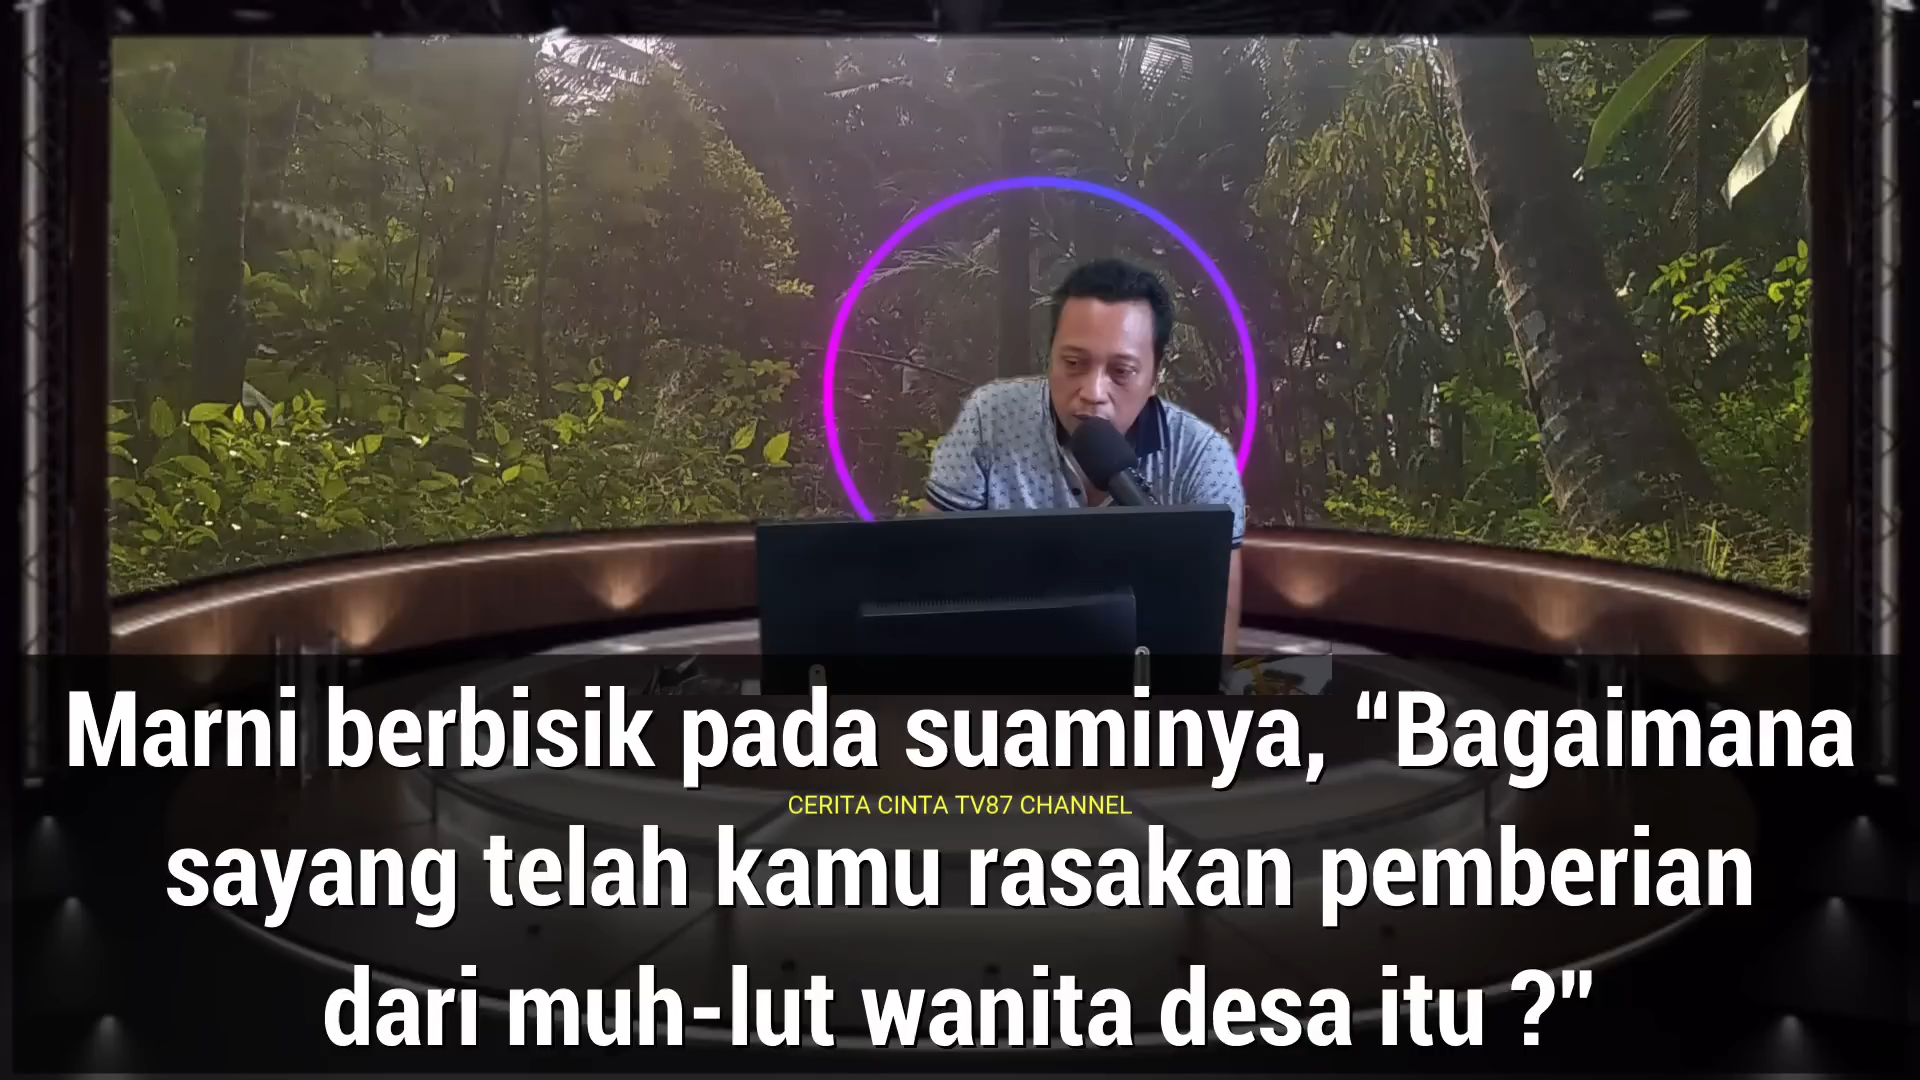 Marni berbisik pada suaminya, “Bagaimana
CERITA CINTA TV87 CHANNEL
sayang telah kamu rasakan pemberian
dari muh-lut wanita desa itu ?”